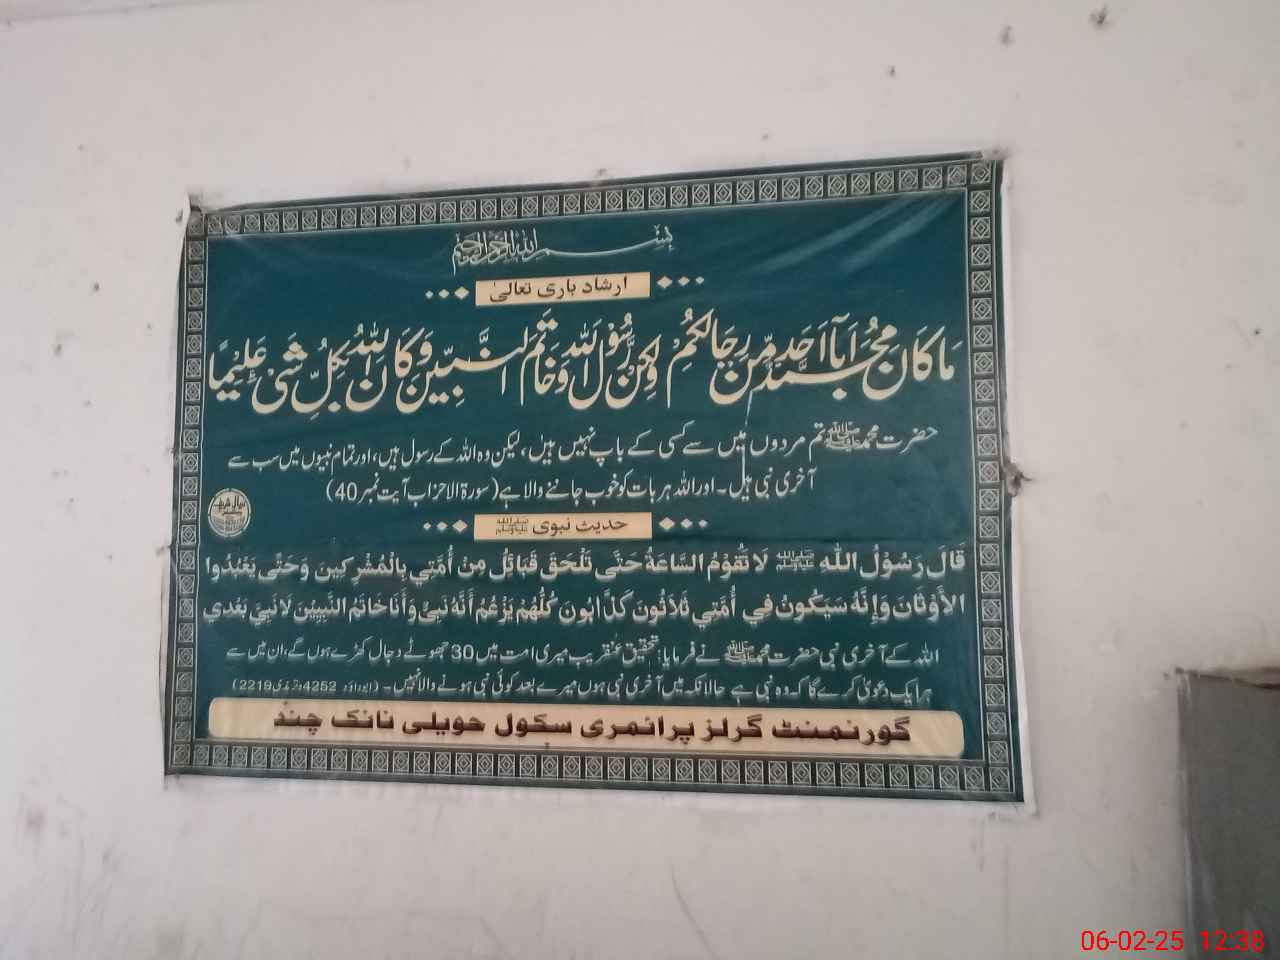 بسم اللہ الرحمن الرحیم
ارشاد باری تعالیٰ
مَا كَانَ مُحَمَّدٌ اَبَآ اَحَدٍ مِّنْ رِّجَالِكُمْ وَلٰكِنْ رَّسُوْلَ اللّٰهِ وَخَاتَمَ النَّبِيّٖنَ وَكَانَ اللّٰهُ بِكُلِّ شَيْءٍ عَلِيْمًا
حضرت محمد ﷺ تم مردوں میں سے کسی کے باپ نہیں ہیں، لیکن وہ اللہ کے رسول ہیں، اور تمام نبیوں میں سب سے
آخری نبی ہیں۔ اور اللہ ہر بات کو خوب جاننے والا ہے (سورۃ الاحزاب آیت نمبر 40)
حدیث نبوی ﷺ
قَالَ رَسُوْلُ اللّٰهِ ﷺ لَا تَقُوْمُ السَّاعَةُ حَتَّى تَلْحَقَ قَبَائِلُ مِنْ أُمَّتِي بِالْمُشْرِكِينَ وَحَتَّى يَعْبُدُوا
الأَوْثَانَ وَإِنَّهُ سَيَكُونُ فِي أُمَّتِي ثَلَاثُونَ كَذَّابُونَ كُلُّهُمْ يَزْعُمُ أَنَّهُ نَبِيٌّ وَأَنَا خَاتَمُ النَّبِيِّينَ لَا نَبِيَّ بَعْدِي
اللہ کے آخری نبی حضرت محمد ﷺ نے فرمایا: تحقیق عنقریب میری امت میں 30 جھوٹے دجال کھڑے ہوں گے، ان میں سے
ہر ایک دعویٰ کرے گا کہ وہ نبی ہے حالانکہ میں آخری نبی ہوں میرے بعد کوئی نبی ہونے والا نہیں۔ (ابوداؤد 4252، ترمذی 2219)
گورنمنٹ گرلز پرائمری سکول حویلی نانک چند
06-02-25 12:38